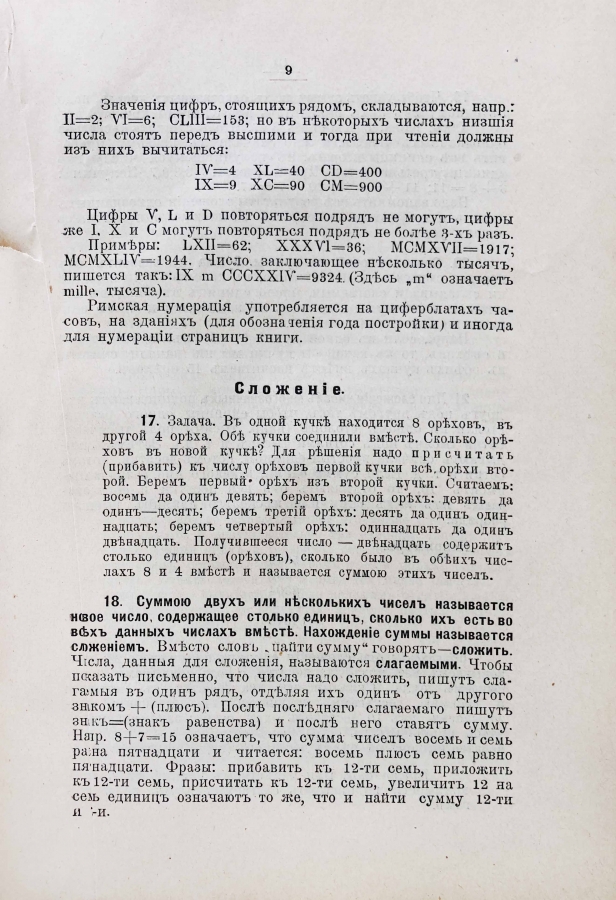 9
Значенія цифръ, стоящихъ рядомъ, складываются, напр.:
II=2; VI=6; CLIII=153; но въ нѣкоторыхъ числахъ низшія
числа стоятъ передъ высшими и тогда при чтеніи должны
изъ нихъ вычитаться:
IV=4 XL=40 CD=400
IX=9 XC=90 CM=900
Цифры V, L и D повторяться подрядъ не могутъ, цифры
же I, X и C могутъ повторяться подрядъ не болѣе 3-хъ разъ.
Примѣры: LXII=62; XXXVI=36; MCMXVII=1917;
MCMXLIV=1944. Число, заключающее нѣсколько тысячъ,
пишется такъ: IX m CCCXXIV=9324. (Здѣсь „m“ означаетъ
mille, тысяча).
Римская нумерація употребляется на циферблатахъ ча-
совъ, на зданіяхъ (для обозначенія года постройки) и иногда
для нумераціи страницъ книги.
Сложеніе.
17. Задача. Въ одной кучкѣ находится 8 орѣховъ, въ
другой 4 орѣха. Обѣ кучки соединили вмѣстѣ. Сколько орѣ-
ховъ въ новой кучкѣ? Для рѣшенія надо присчитать
(прибавить) къ числу орѣховъ первой кучки всѣ орѣхи вто-
рой. Беремъ первый орѣхъ изъ второй кучки. Считаемъ:
восемь да одинъ девять; беремъ второй орѣхъ: девять да
одинъ—десять; беремъ третій орѣхъ: десять да одинъ один-
надцать; беремъ четвертый орѣхъ: одиннадцать да одинъ
двѣнадцать. Получившееся число — двѣнадцать содержитъ
столько единицъ (орѣховъ), сколько было въ обѣихъ чис-
лахъ 8 и 4 вмѣстѣ и называется суммою этихъ чиселъ.
18. Суммою двухъ или нѣсколькихъ чиселъ называется
новое число, содержащее столько единицъ, сколько ихъ есть во
всѣхъ данныхъ числахъ вмѣстѣ. Нахожденіе суммы называется
сложеніемъ. Вмѣсто словъ „найти сумму“ говорятъ—сложить.
Числа, данныя для сложенія, называются слагаемыми. Чтобы
показать письменно, что числа надо сложить, пишутъ сла-
гаемыя въ одинъ рядъ, отдѣляя ихъ одинъ отъ другого
знакомъ + (плюсъ). Послѣ послѣдняго слагаемаго пишутъ
знакъ=(знакъ равенства) и послѣ него ставятъ сумму.
Напр. 8+7=15 означаетъ, что сумма чиселъ восемь и семь
равна пятнадцати и читается: восемь плюсъ семь равно
пятнадцати. Фразы: прибавить къ 12-ти семь, приложить
къ 12-ти семь, присчитать къ 12-ти семь, увеличить 12 на
семь единицъ означаютъ то же, что и найти сумму 12-ти
и -ми.